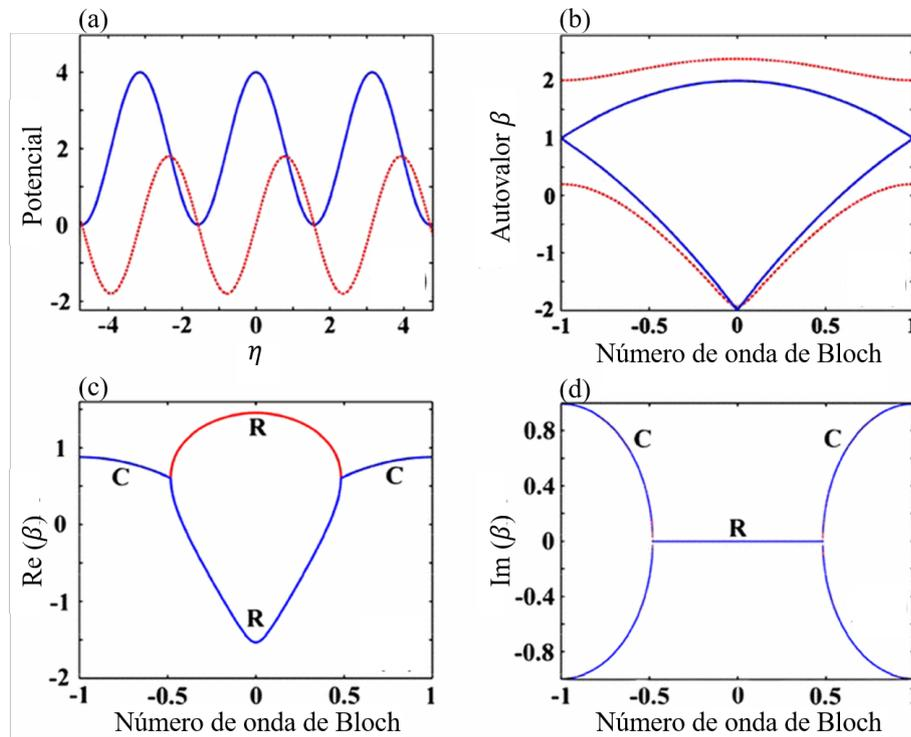 (a)
Potencial
4
2
0
-2
-4 -2 0 2 4
η
(b)
Autovalor β
2
1
0
-1
-2
-1 -0.5 0 0.5 1
Número de onda de Bloch
(c)
Re (β)
1
0
-1
-2
R
C C
R
-1 -0.5 0 0.5 1
Número de onda de Bloch
(d)
Im (β)
0.8
0.4
0
-0.4
-0.8
C C
R
-1 -0.5 0 0.5 1
Número de onda de Bloch